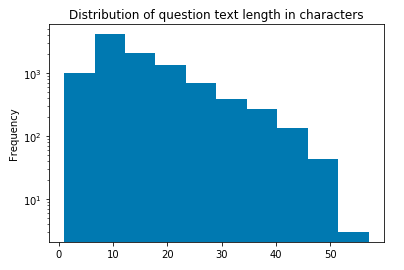 Distribution of question text length in characters
Frequency
10³
10²
10¹
0 10 20 30 40 50